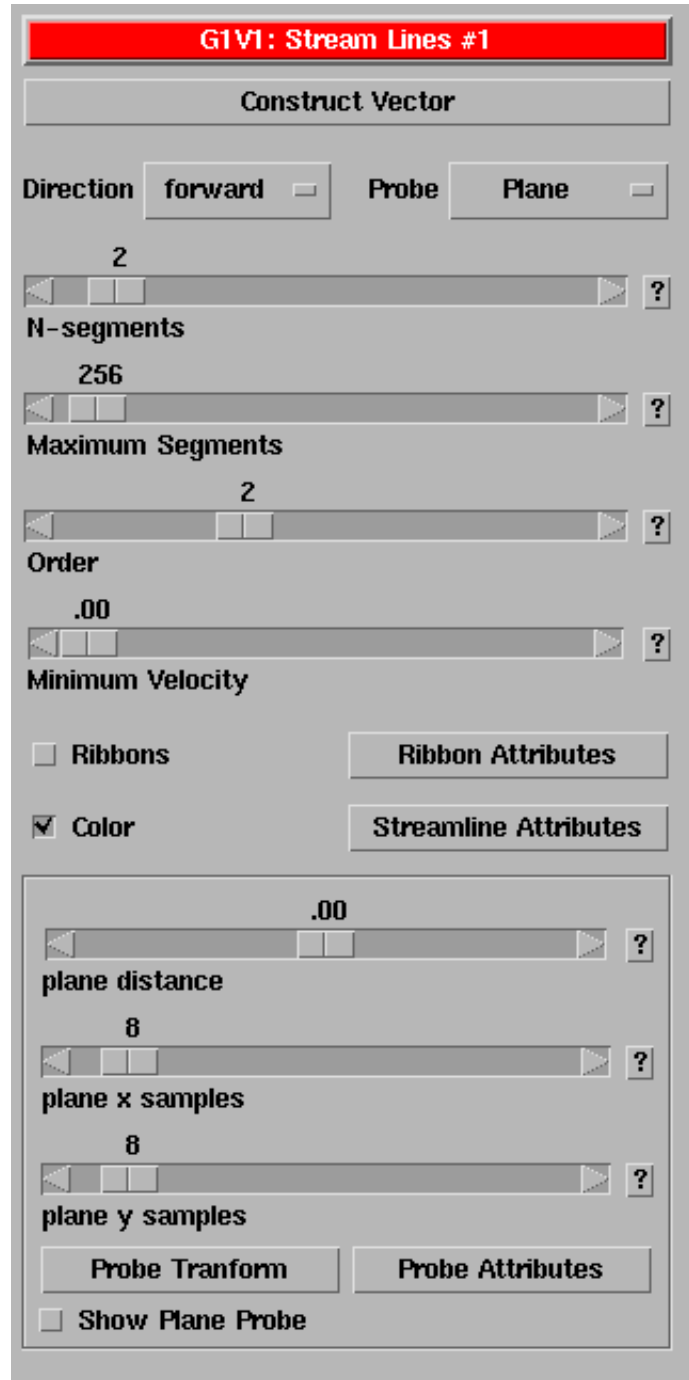 G1V1: Stream Lines #1
Construct Vector
Direction forward Probe Plane
2
?
N-segments
256
?
Maximum Segments
2
?
Order
.00
?
Minimum Velocity
Ribbons Ribbon Attributes
Color Streamline Attributes
.00
?
plane distance
8
?
plane x samples
8
?
plane y samples
Probe Tranform Probe Attributes
Show Plane Probe